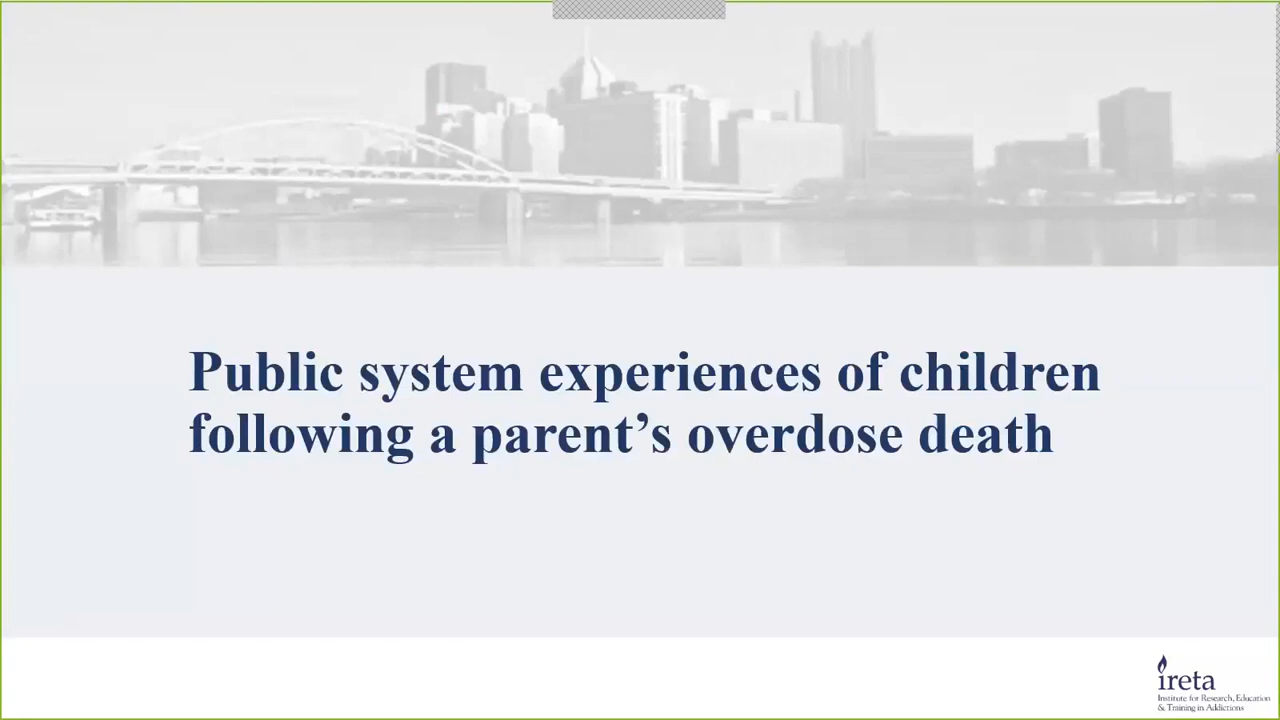 Public system experiences of children
following a parent’s overdose death
ireta
Institute for Research, Education
& Training in Addictions